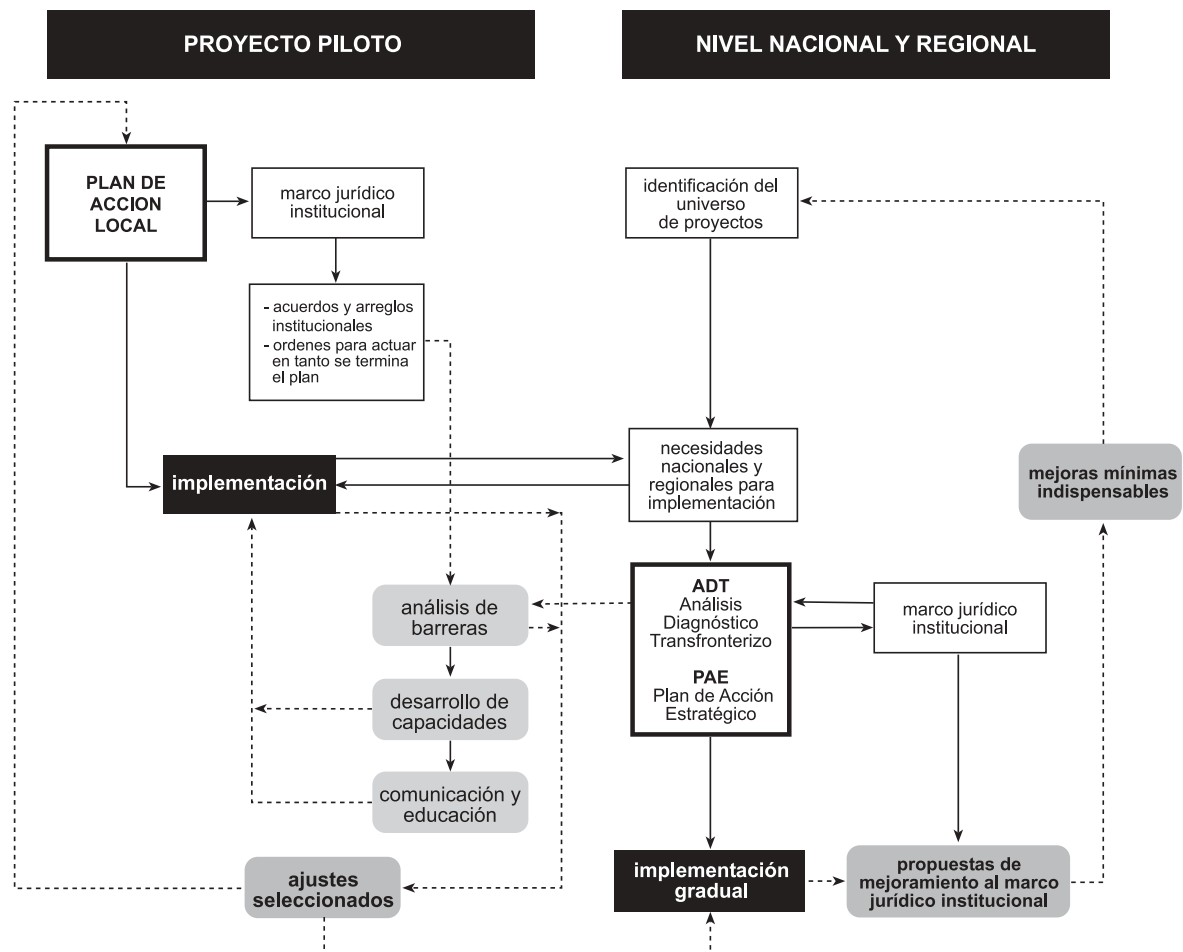 PROYECTO PILOTO
NIVEL NACIONAL Y REGIONAL
PLAN DE
ACCION
LOCAL
marco jurídico
institucional
- acuerdos y arreglos
institucionales
- ordenes para actuar
en tanto se termina
el plan
implementación
análisis de
barreras
desarrollo de
capacidades
comunicación y
educación
ajustes
seleccionados
identificación del
universo
de proyectos
necesidades
nacionales y
regionales para
implementación
ADT
Análisis
Diagnóstico
Transfronterizo
PAE
Plan de Acción
Estratégico
marco jurídico
institucional
mejoras mínimas
indispensables
implementación
gradual
propuestas de
mejoramiento al marco
jurídico institucional